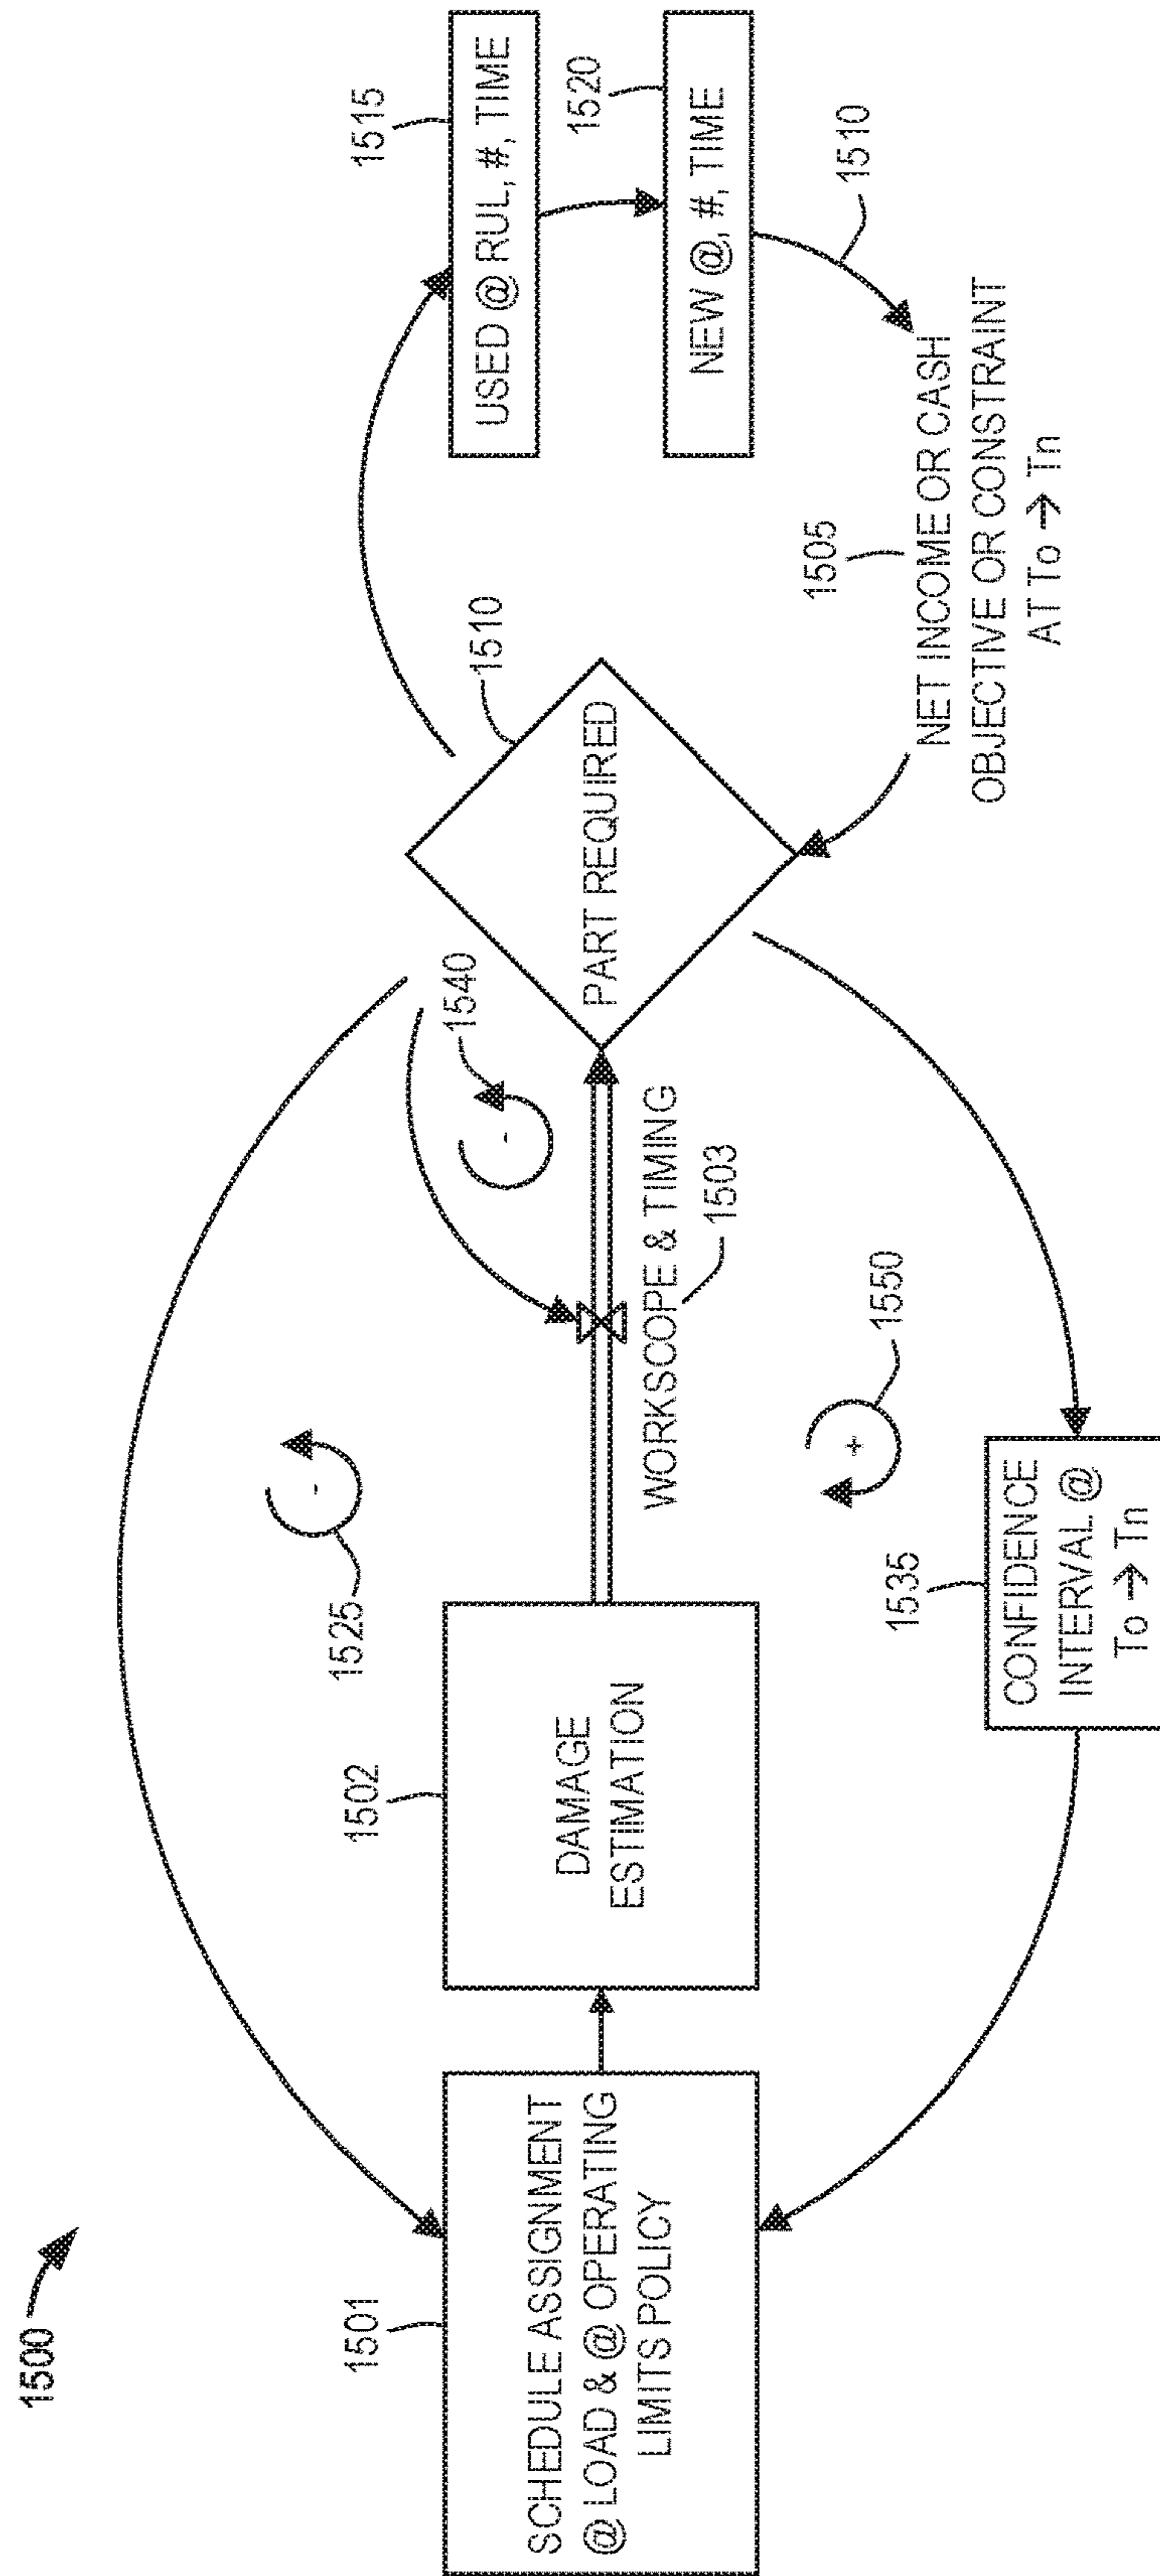 1500
1501
SCHEDULE ASSIGNMENT
@ LOAD & @ OPERATING
LIMITS POLICY
1502
DAMAGE
ESTIMATION
1525
-
1540
-
WORKSCOPE & TIMING
1503
1550
+
1535
CONFIDENCE
INTERVAL @
To → Tn
1510
PART REQUIRED
1515
USED @ RUL, #, TIME
1520
NEW @, #, TIME
1510
1505
NET INCOME OR CASH
OBJECTIVE OR CONSTRAINT
AT To → Tn